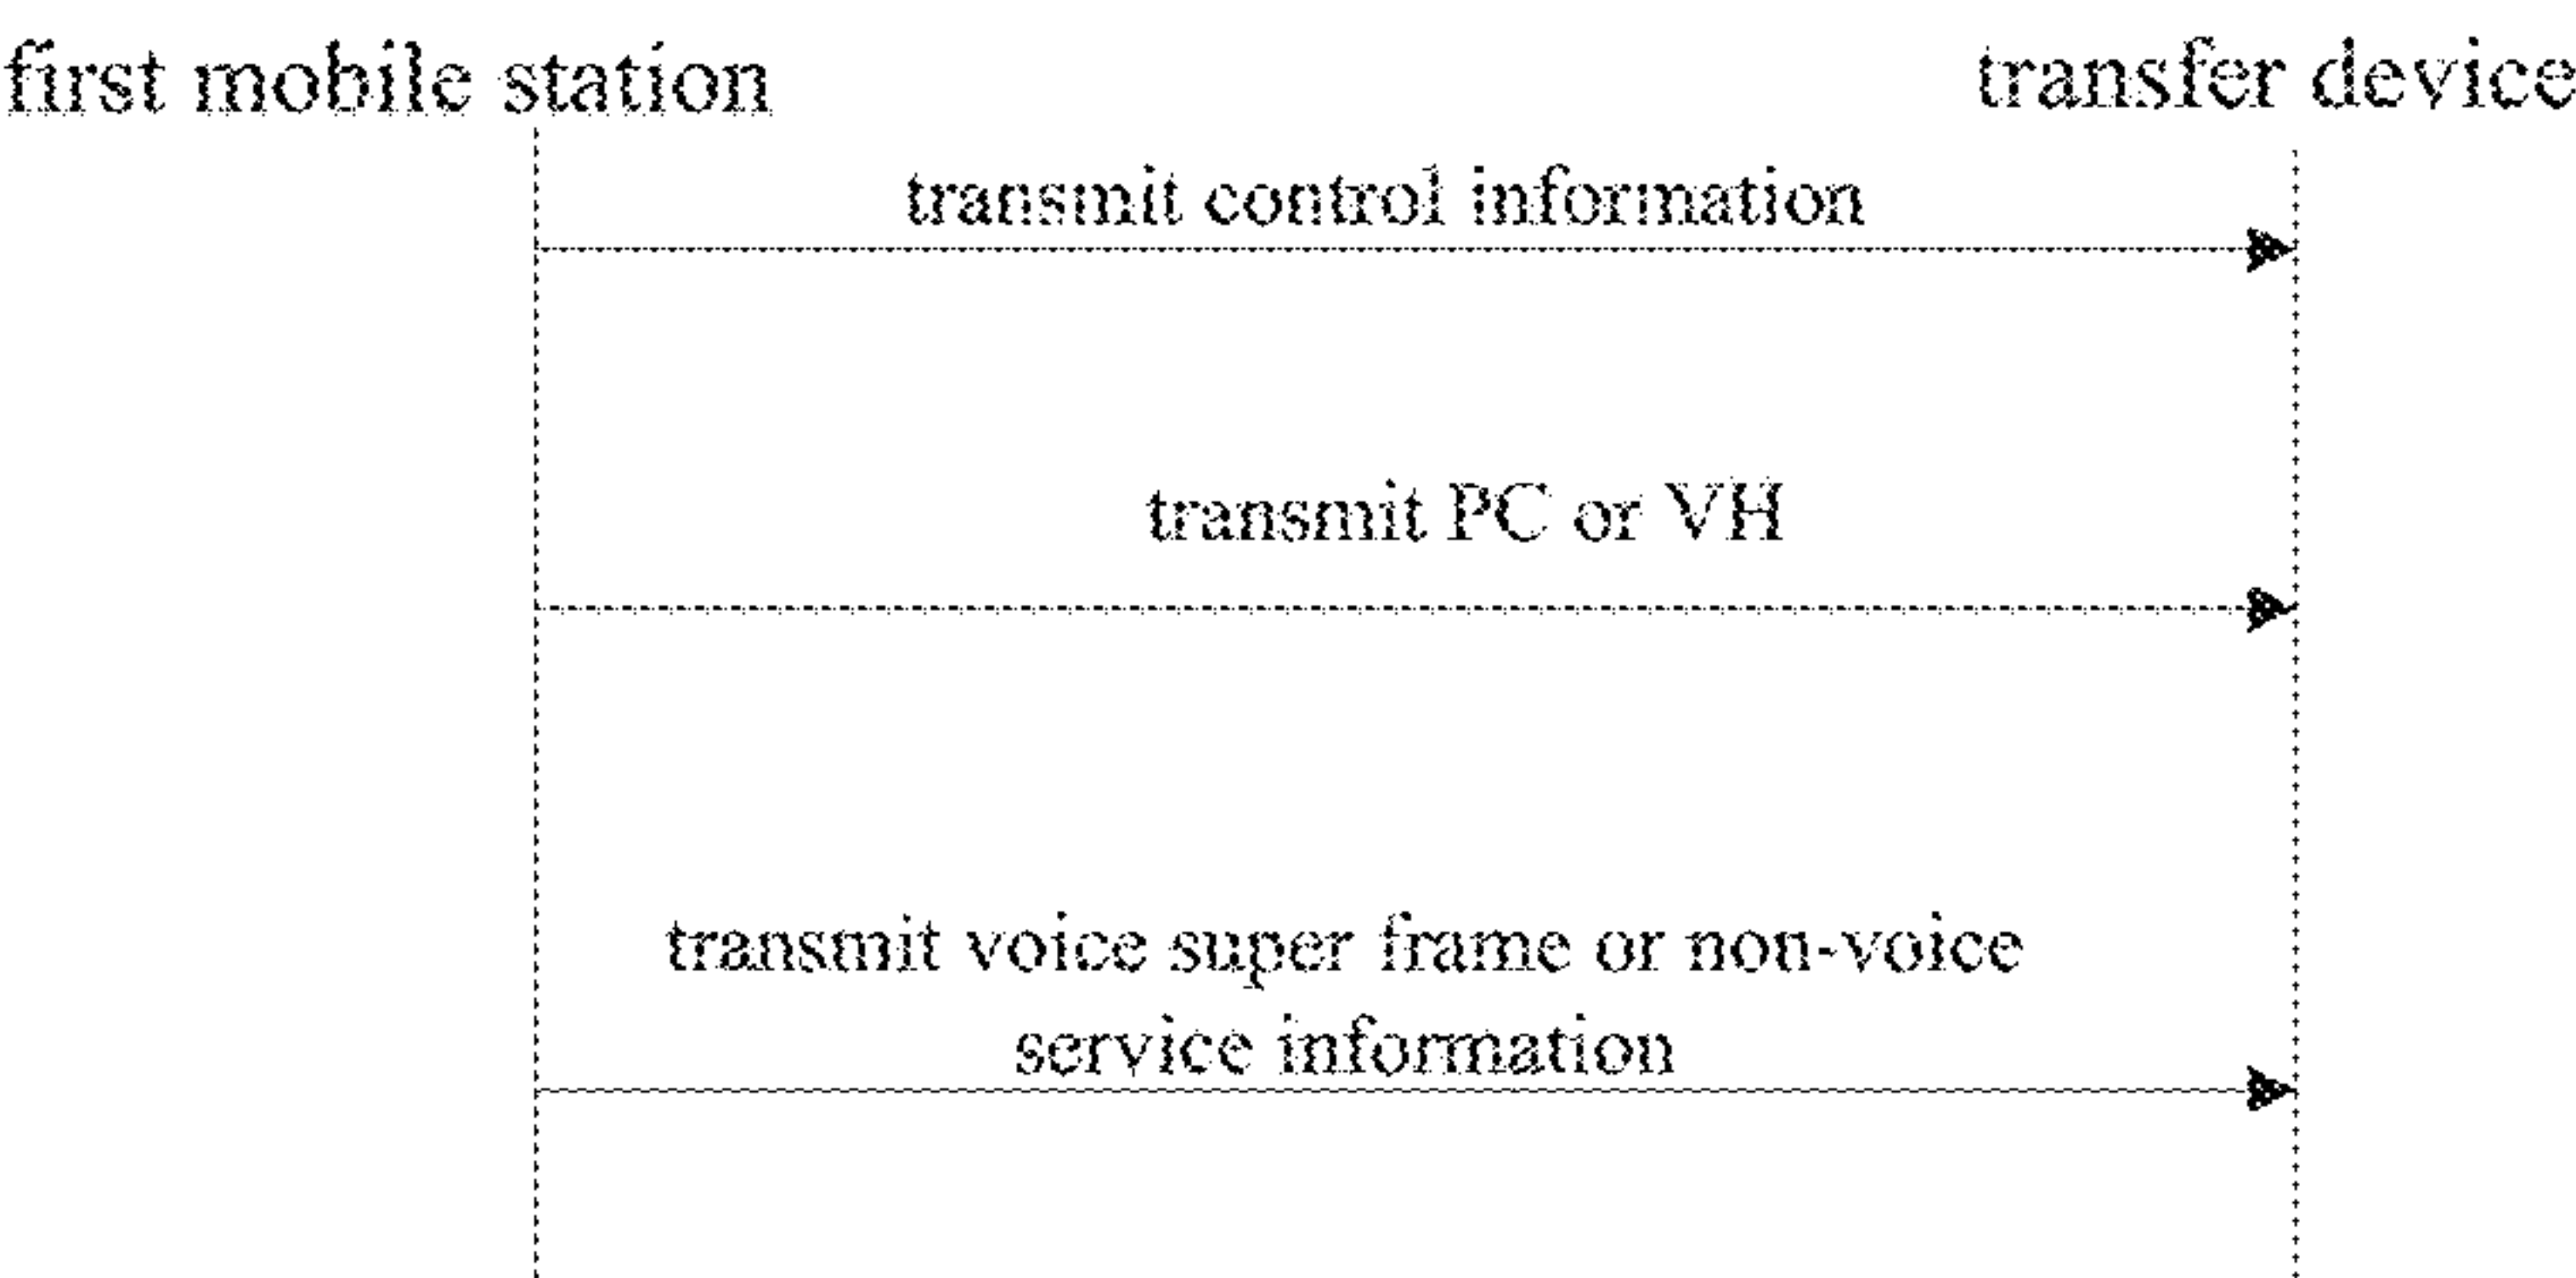 first mobile station
transfer device
transmit control information
transmit PC or VH
transmit voice super frame or non-voice
service information